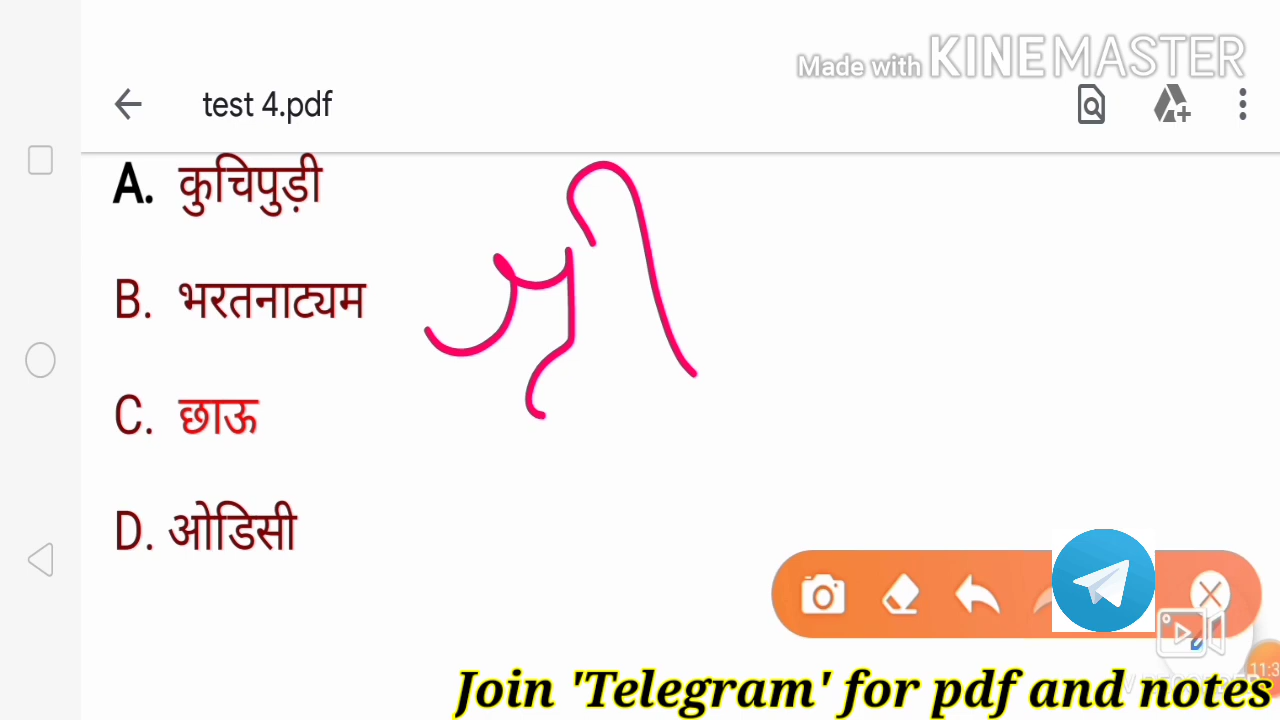 Made with KINEMASTER
test 4.pdf
A. कुचिपुड़ी
B. भरतनाट्यम
C. छाऊ
D. ओडिसी
Join 'Telegram' for pdf and notes